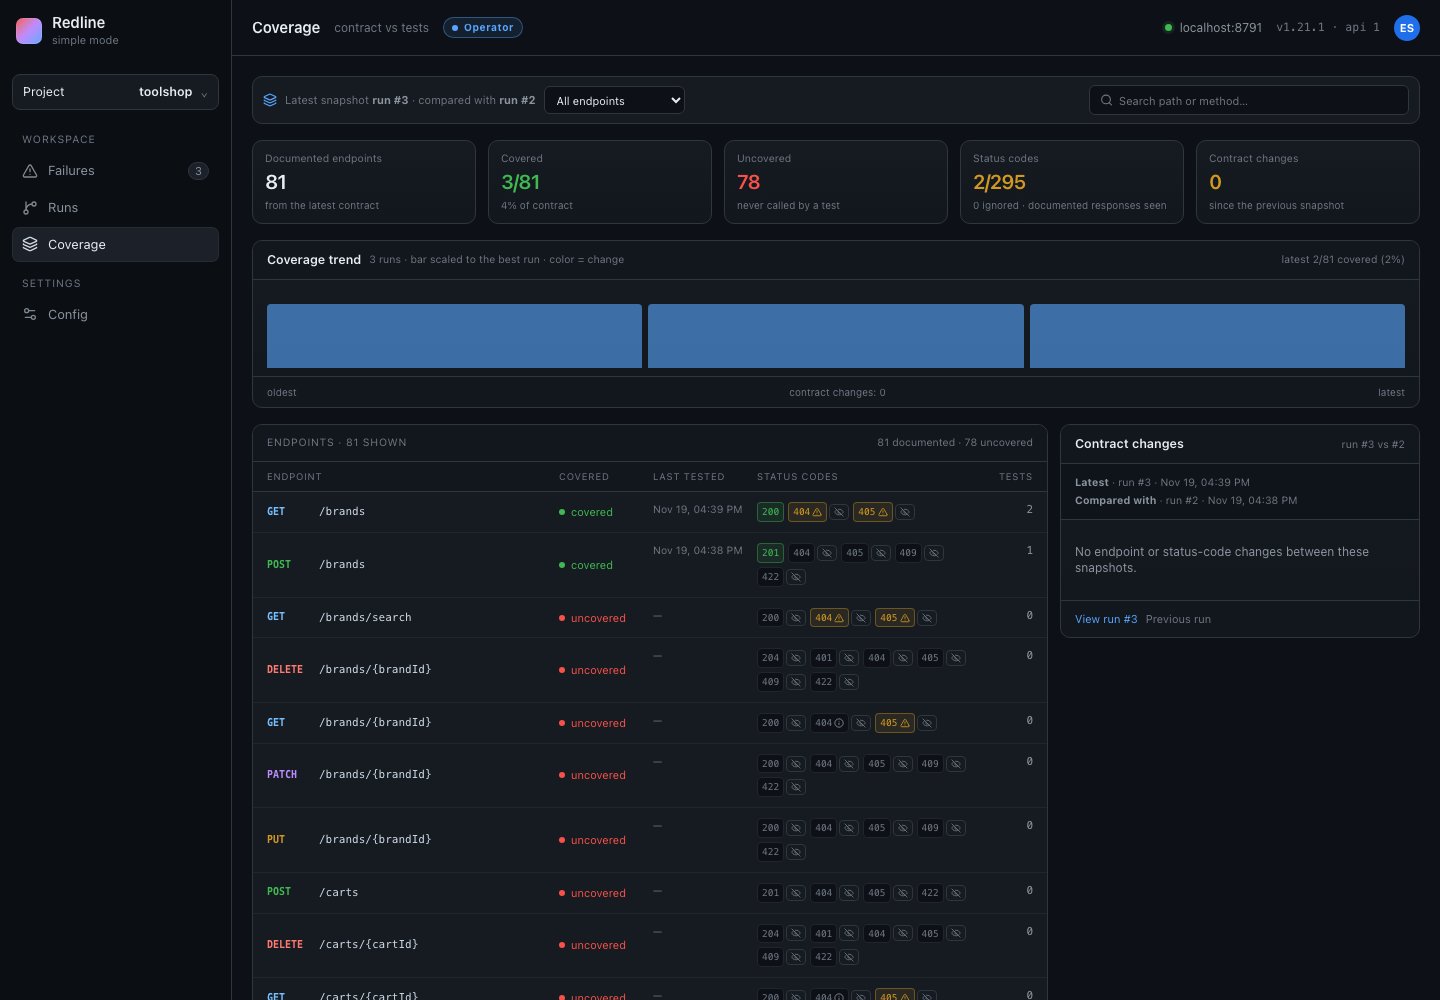 Redline
simple mode
Project toolshop
WORKSPACE
Failures 3
Runs
Coverage
SETTINGS
Config
Coverage contract vs tests Operator
localhost:8791 v1.21.1 · api 1 ES
Latest snapshot run #3 · compared with run #2 All endpoints
Search path or method...
Documented endpoints
81
from the latest contract
Covered
3/81
4% of contract
Uncovered
78
never called by a test
Status codes
2/295
0 ignored · documented responses seen
Contract changes
0
since the previous snapshot
Coverage trend 3 runs · bar scaled to the best run · color = change latest 2/81 covered (2%)
oldest contract changes: 0 latest
ENDPOINTS · 81 SHOWN 81 documented · 78 uncovered
ENDPOINT COVERED LAST TESTED STATUS CODES TESTS
GET /brands covered Nov 19, 04:39 PM 200 404 405 2
POST /brands covered Nov 19, 04:38 PM 201 404 405 409 1
422
GET /brands/search uncovered — 200 404 405 0
DELETE /brands/{brandId} uncovered — 204 401 404 405 0
409 422
GET /brands/{brandId} uncovered — 200 404 405 0
PATCH /brands/{brandId} uncovered — 200 404 405 409 0
422
PUT /brands/{brandId} uncovered — 200 404 405 409 0
422
POST /carts uncovered — 201 404 405 422 0
DELETE /carts/{cartId} uncovered — 204 401 404 405 0
409 422
GET /carts/{cartId} uncovered — 200 404 405 0
Contract changes run #3 vs #2
Latest · run #3 · Nov 19, 04:39 PM
Compared with · run #2 · Nov 19, 04:38 PM
No endpoint or status-code changes between these
snapshots.
View run #3 Previous run